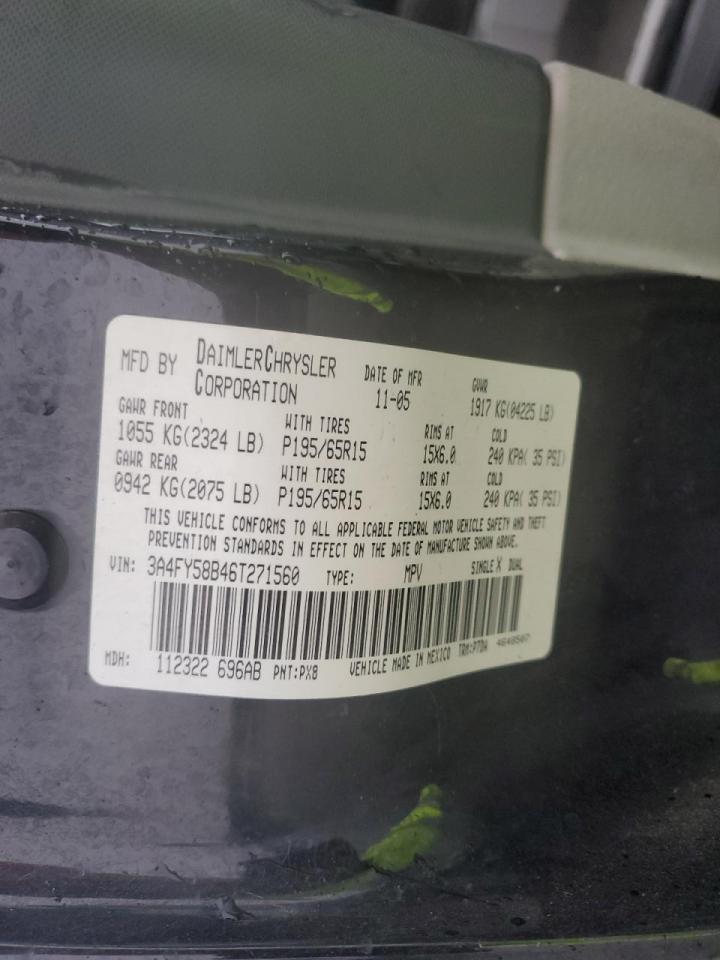 MFD BY DAIMLERCHRYSLER CORPORATION DATE OF MFR 11-05 GVWR 1917 KG(04225 LB)
GAWR FRONT WITH TIRES RIMS AT COLD
1055 KG(2324 LB) P195/65R15 15X6.0 240 KPA( 35 PSI)
GAWR REAR WITH TIRES RIMS AT COLD
0942 KG(2075 LB) P195/65R15 15X6.0 240 KPA( 35 PSI)
THIS VEHICLE CONFORMS TO ALL APPLICABLE FEDERAL MOTOR VEHICLE SAFETY AND THEFT
PREVENTION STANDARDS IN EFFECT ON THE DATE OF MANUFACTURE SHOWN ABOVE.
VIN: 3A4FY58B46T271560 TYPE: MPV SINGLE X DUAL
MDH: 112322 696AB PNT:PX8 VEHICLE MADE IN MEXICO TRM:P7DA